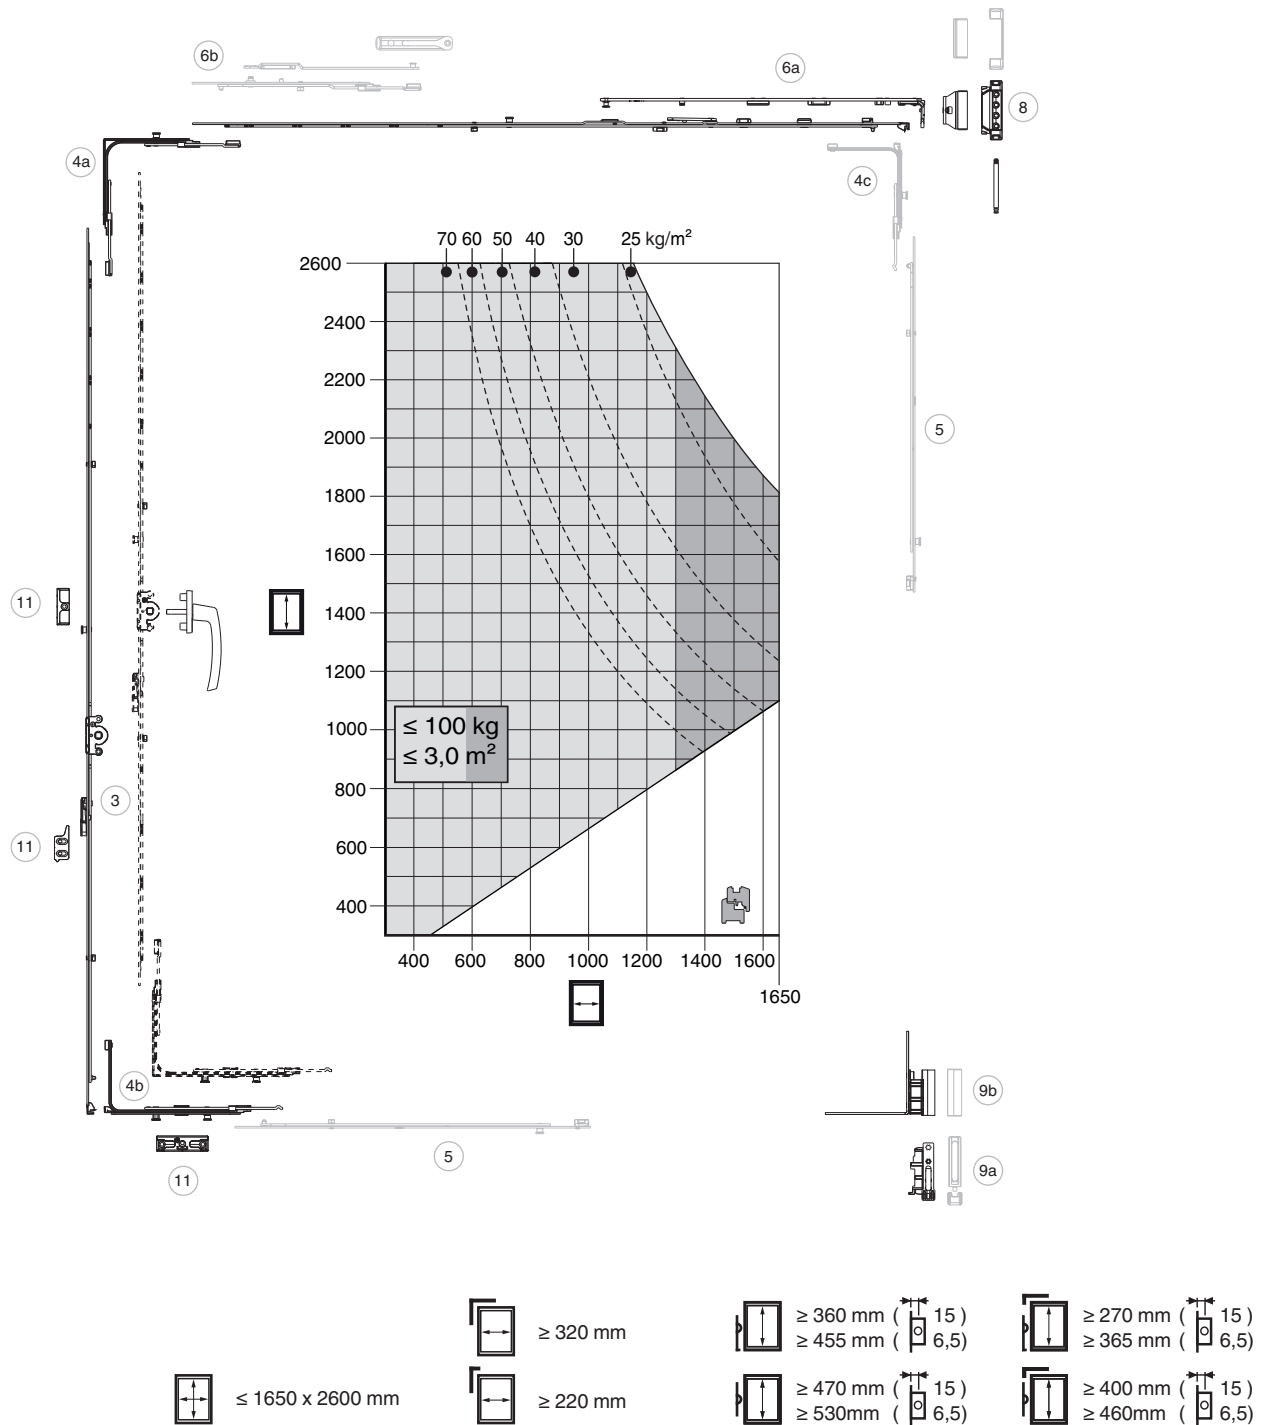 6b
6a
8
4a
4c
70 60 50 40 30 25 kg/m²
2600
2400
2200
2000
5
1800
1600
11
1400
1200
1000
≤ 100 kg
≤ 3,0 m²
3
800
11
600
400
400 600 800 1000 1200 1400 1600
1650
4b
9b
5
11
9a
≥ 320 mm
≥ 360 mm ( 15 )
≥ 455 mm ( 6,5)
≥ 270 mm ( 15 )
≥ 365 mm ( 6,5)
≤ 1650 x 2600 mm
≥ 220 mm
≥ 470 mm ( 15 )
≥ 530mm ( 6,5)
≥ 400 mm ( 15 )
≥ 460mm ( 6,5)